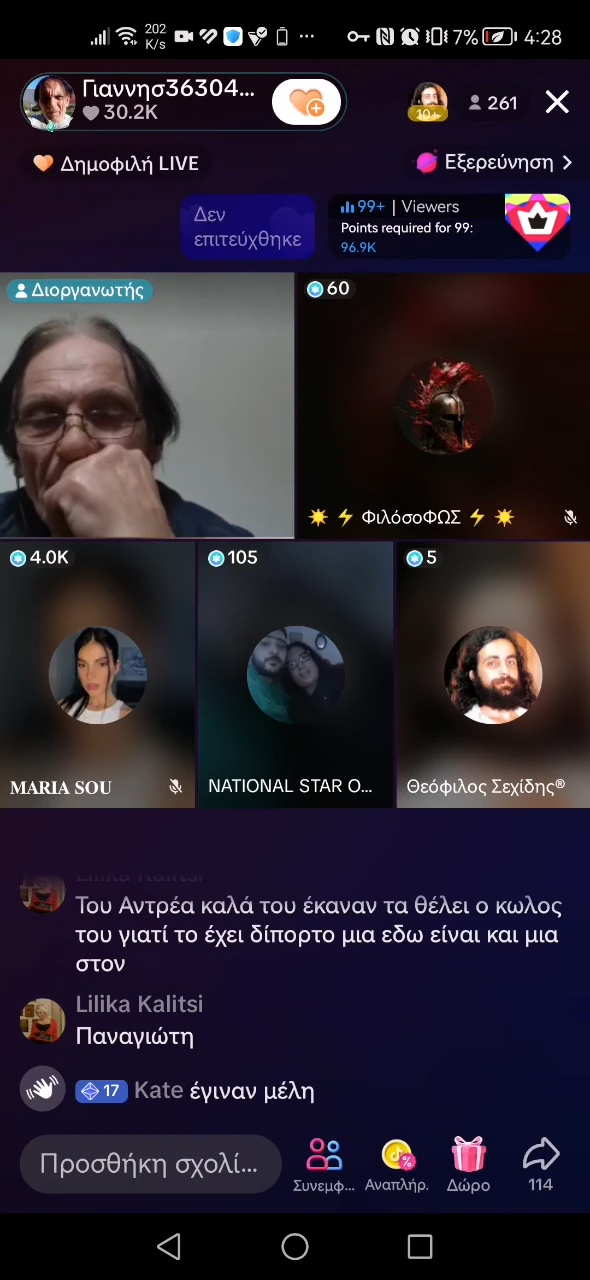 202
K/s
7%
4:28
Γιαννησ36304...
30.2K
10+
261
Δημοφιλή LIVE
Εξερεύνηση
Δεν
επιτεύχθηκε
99+ | Viewers
Points required for 99:
96.9K
Διοργανωτής
60
ΦιλόσοΦΩΣ
4.0K
105
5
MARIA SOU
NATIONAL STAR O...
Θεόφιλος Σεχίδης®
Lilika Kalitsi
Του Αντρέα καλά του έκαναν τα θέλει ο κωλος
του γιατί το έχει δίπορτο μια εδω είναι και μια
στον
Lilika Kalitsi
Παναγιώτη
17 Kate έγιναν μέλη
Προσθήκη σχολί...
Συνεμφ...
Αναπλήρ.
Δώρο
114